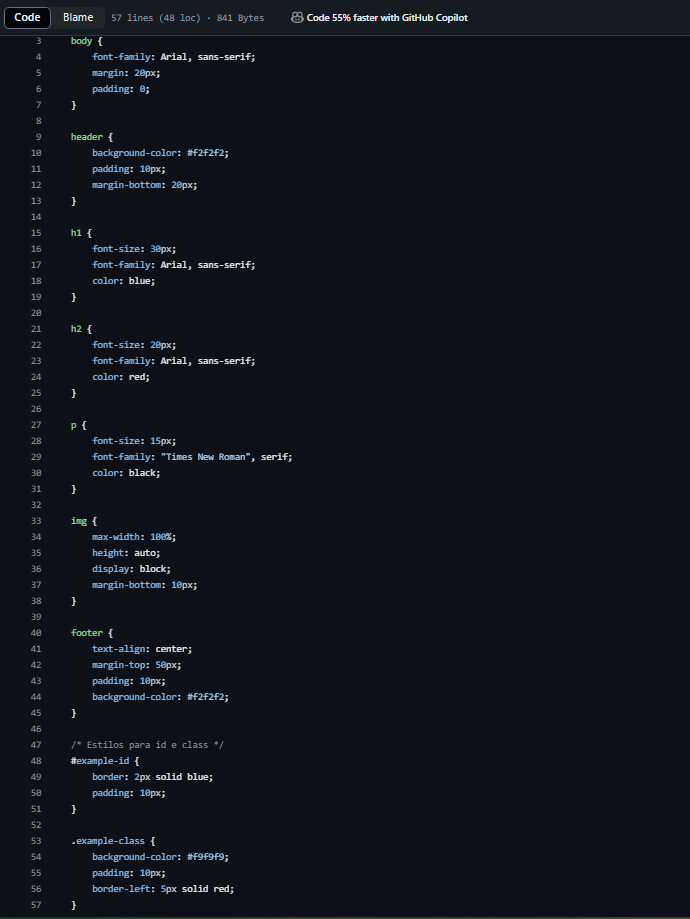 Code Blame 57 lines (48 loc) · 841 Bytes Code 55% faster with GitHub Copilot
3 body {
4     font-family: Arial, sans-serif;
5     margin: 20px;
6     padding: 0;
7 }
8
9 header {
10     background-color: #f2f2f2;
11     padding: 10px;
12     margin-bottom: 20px;
13 }
14
15 h1 {
16     font-size: 30px;
17     font-family: Arial, sans-serif;
18     color: blue;
19 }
20
21 h2 {
22     font-size: 20px;
23     font-family: Arial, sans-serif;
24     color: red;
25 }
26
27 p {
28     font-size: 15px;
29     font-family: "Times New Roman", serif;
30     color: black;
31 }
32
33 img {
34     max-width: 100%;
35     height: auto;
36     display: block;
37     margin-bottom: 10px;
38 }
39
40 footer {
41     text-align: center;
42     margin-top: 50px;
43     padding: 10px;
44     background-color: #f2f2f2;
45 }
46
47 /* Estilos para id e class */
48 #example-id {
49     border: 2px solid blue;
50     padding: 10px;
51 }
52
53 .example-class {
54     background-color: #f9f9f9;
55     padding: 10px;
56     border-left: 5px solid red;
57 }